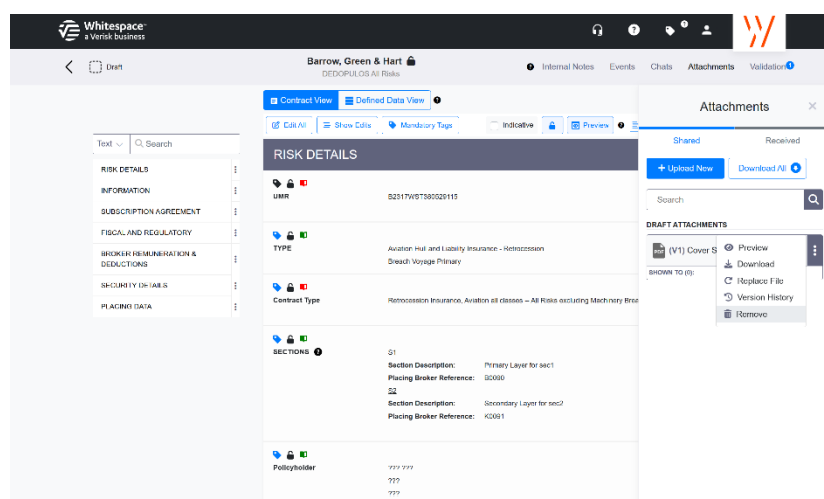 Whitespace
a Verisk business
Draft
Barrow, Green & Hart
DEDOPULOS All Risks
Internal Notes
Events
Chats
Attachments
Validation
Contract View
Defined Data View
Edit All
Show Edits
Mandatory Tags
Indicative
Preview
Text
Search
RISK DETAILS
INFORMATION
SUBSCRIPTION AGREEMENT
FISCAL AND REGULATORY
BROKER REMUNERATION &
DEDUCTIONS
SECURITY DETAILS
PLACING DATA
RISK DETAILS
UMR
TYPE
Aviation Hull and Liability Insurance - Retrocession
Breach Voyage Primary
Contract Type
Retrocession Insurance, Aviation all classes – All Risks excluding Machinery Brea
SECTIONS
S1
Section Description: Primary Layer for sec1
Placing Broker Reference:
S2
Section Description: Secondary Layer for sec2
Placing Broker Reference:
Policyholder
??? ???
???
???
Attachments
Shared
Received
+ Upload New
Download All
Search
DRAFT ATTACHMENTS
PDF (V1) Cover S
SHOWN TO (0):
Preview
Download
Replace File
Version History
Remove